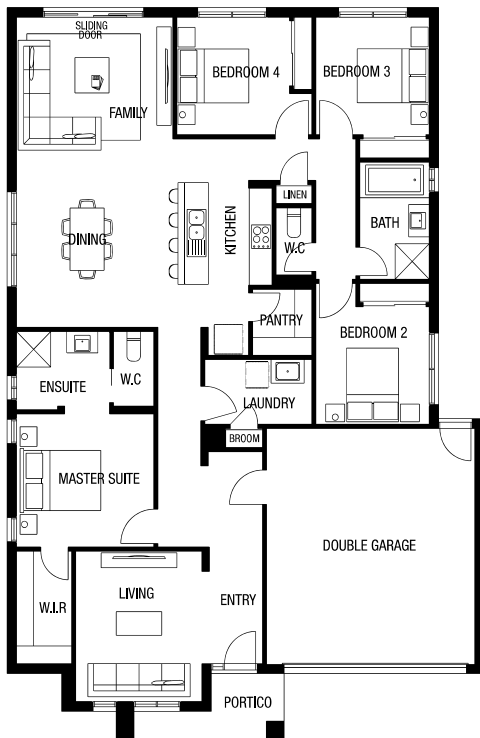 SLIDING
DOOR
FAMILY
BEDROOM 4
BEDROOM 3
LINEN
DINING
KITCHEN
W.C
BATH
PANTRY
BEDROOM 2
ENSUITE
W.C
LAUNDRY
BROOM
MASTER SUITE
DOUBLE GARAGE
W.I.R
LIVING
ENTRY
PORTICO